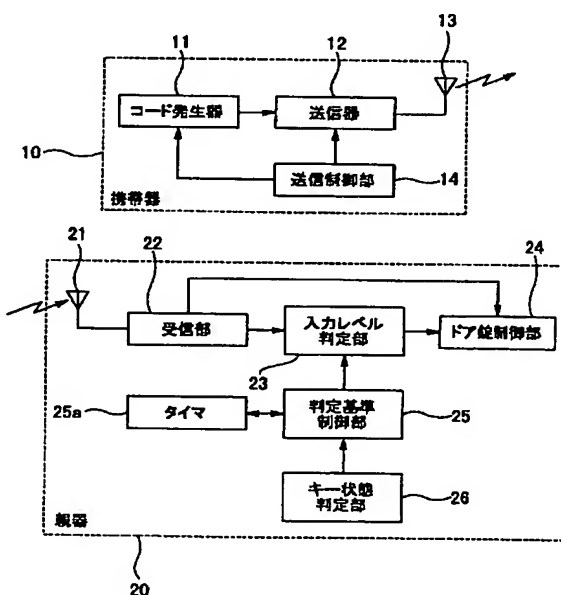 13
11
12
コード発生器
送信器
10
送信制御部
14
携帯器
21
22
24
受信部
入力レベル
判定部
ドア錠制御部
23
25a
タイマ
判定基準
制御部
25
キー状態
判定部
26
親器
20